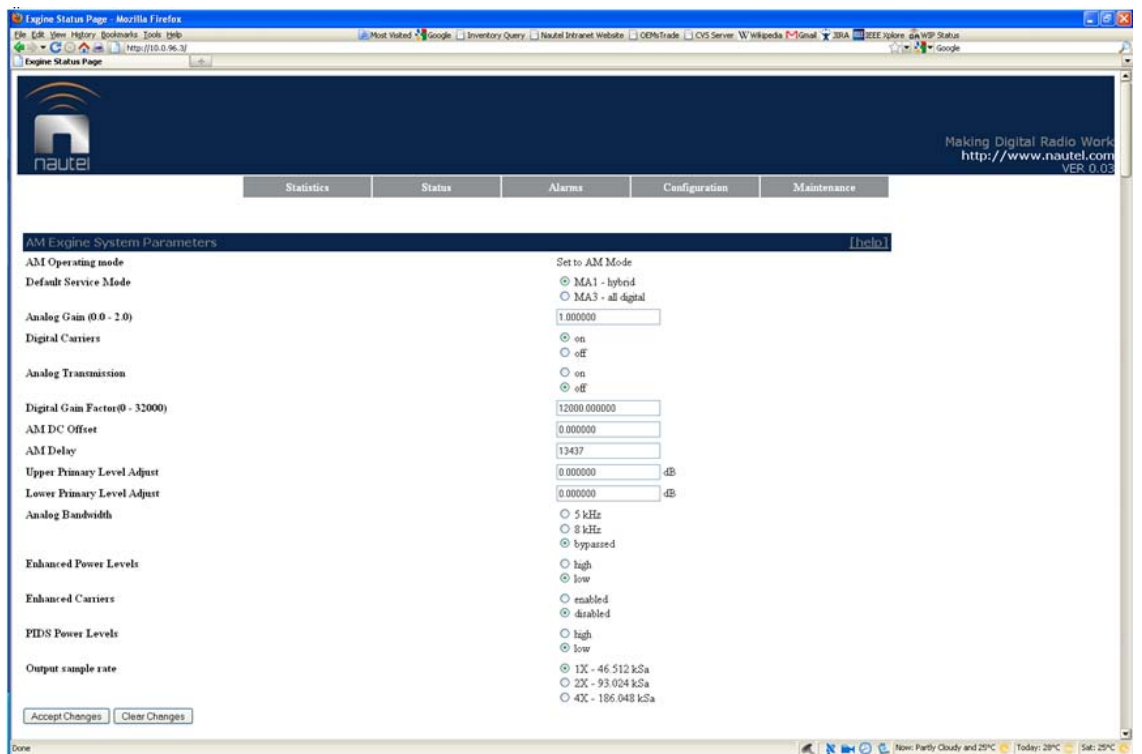 Exgine Status Page - Mozilla Firefox
File Edit View History Bookmarks Tools Help
Most Visited Google Inventory Query Nautel Intranet Website OEMsTrade CVS Server Wikipedia Gmail JIRA IEEE Xplore WIP Status
http://10.0.96.3/
Google
Exgine Status Page
nautel
Making Digital Radio Work
http://www.nautel.com
VER 0.03
Statistics Status Alarms Configuration Maintenance
AM Exgine System Parameters [help]
AM Operating mode Set to AM Mode
Default Service Mode MA1 - hybrid
MA3 - all digital
Analog Gain (0.0 - 2.0) 1.000000
Digital Carriers on
off
Analog Transmission on
off
Digital Gain Factor(0 - 32000) 12000.000000
AM DC Offset 0.000000
AM Delay 13437
Upper Primary Level Adjust 0.000000 dB
Lower Primary Level Adjust 0.000000 dB
Analog Bandwidth 5 kHz
8 kHz
bypassed
Enhanced Power Levels high
low
Enhanced Carriers enabled
disabled
PIDS Power Levels high
low
Output sample rate 1X - 46.512 kSa
2X - 93.024 kSa
4X - 186.048 kSa
Accept Changes Clear Changes
Done
Now: Partly Cloudy and 25°C Today: 28°C Sat: 25°C